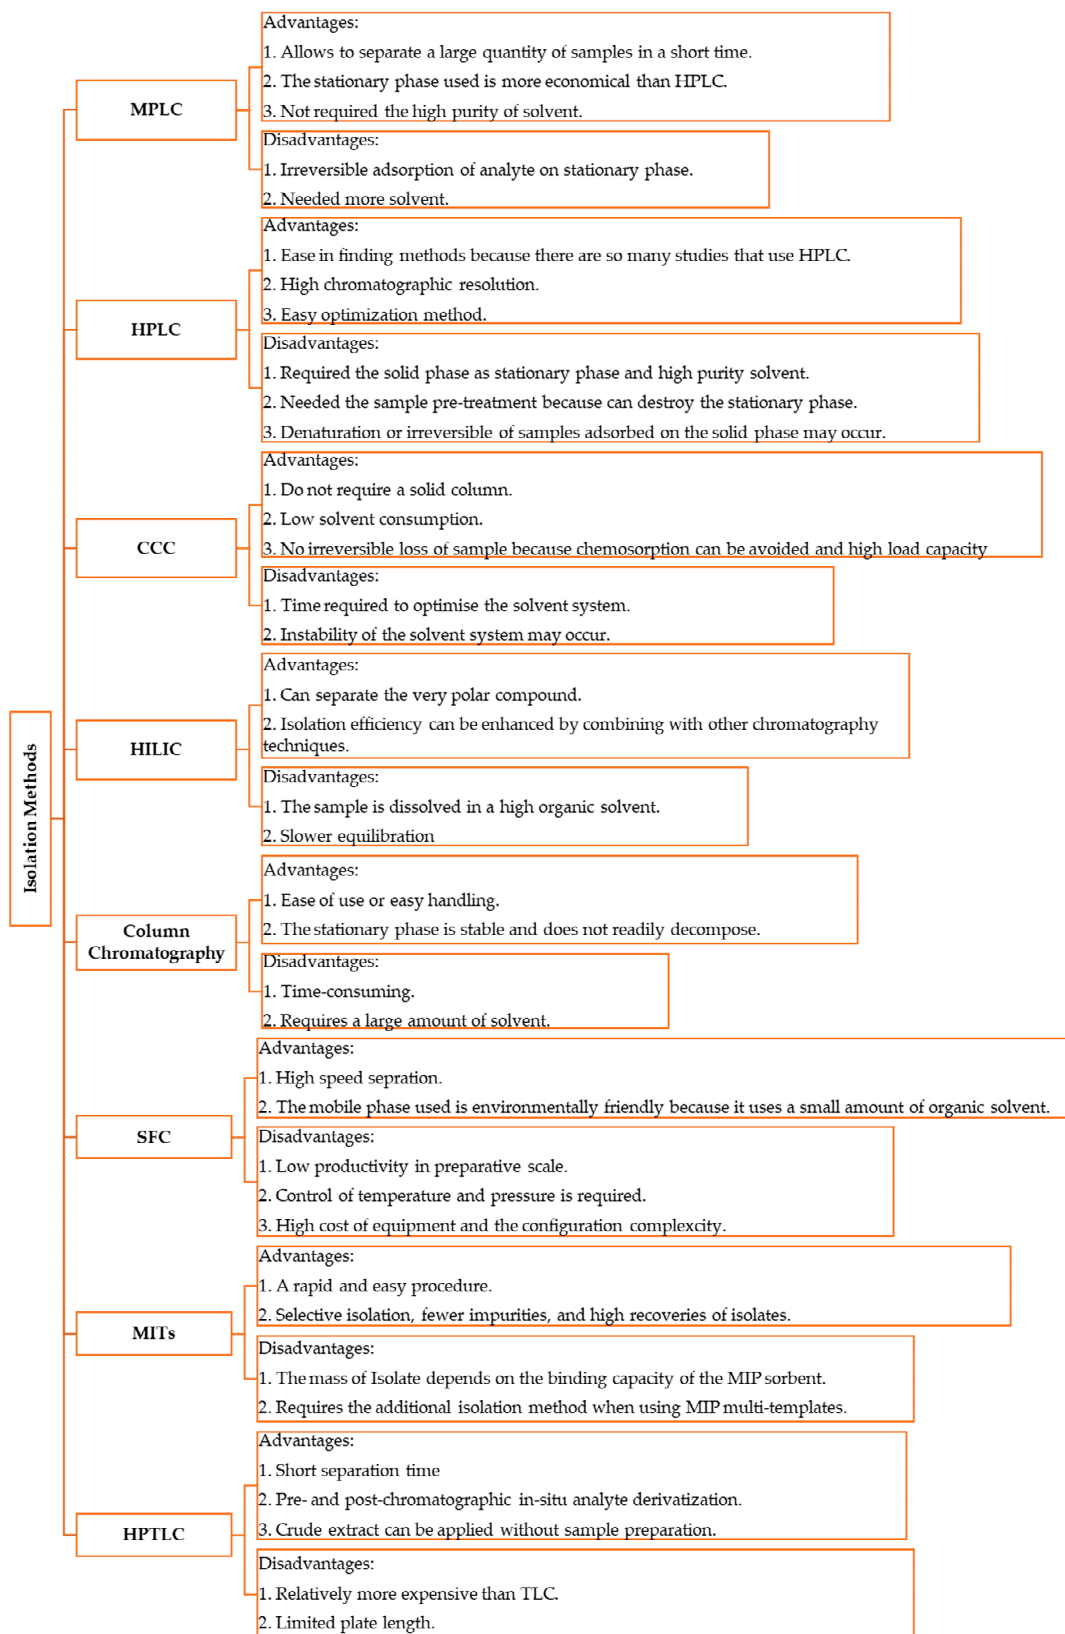 Isolation Methods
MPLC
Advantages:
1. Allows to separate a large quantity of samples in a short time.
2. The stationary phase used is more economical than HPLC.
3. Not required the high purity of solvent.
Disadvantages:
1. Irreversible adsorption of analyte on stationary phase.
2. Needed more solvent.
HPLC
Advantages:
1. Ease in finding methods because there are so many studies that use HPLC.
2. High chromatographic resolution.
3. Easy optimization method.
Disadvantages:
1. Required the solid phase as stationary phase and high purity solvent.
2. Needed the sample pre-treatment because can destroy the stationary phase.
3. Denaturation or irreversible of samples adsorbed on the solid phase may occur.
CCC
Advantages:
1. Do not require a solid column.
2. Low solvent consumption.
3. No irreversible loss of sample because chemosorption can be avoided and high load capacity
Disadvantages:
1. Time required to optimise the solvent system.
2. Instability of the solvent system may occur.
HILIC
Advantages:
1. Can separate the very polar compound.
2. Isolation efficiency can be enhanced by combining with other chromatography
techniques.
Disadvantages:
1. The sample is dissolved in a high organic solvent.
2. Slower equilibration
Column
Chromatography
Advantages:
1. Ease of use or easy handling.
2. The stationary phase is stable and does not readily decompose.
Disadvantages:
1. Time-consuming.
2. Requires a large amount of solvent.
SFC
Advantages:
1. High speed sepration.
2. The mobile phase used is environmentally friendly because it uses a small amount of organic solvent.
Disadvantages:
1. Low productivity in preparative scale.
2. Control of temperature and pressure is required.
3. High cost of equipment and the configuration complexcity.
MITs
Advantages:
1. A rapid and easy procedure.
2. Selective isolation, fewer impurities, and high recoveries of isolates.
Disadvantages:
1. The mass of Isolate depends on the binding capacity of the MIP sorbent.
2. Requires the additional isolation method when using MIP multi-templates.
HPTLC
Advantages:
1. Short separation time
2. Pre- and post-chromatographic in-situ analyte derivatization.
3. Crude extract can be applied without sample preparation.
Disadvantages:
1. Relatively more expensive than TLC.
2. Limited plate length.